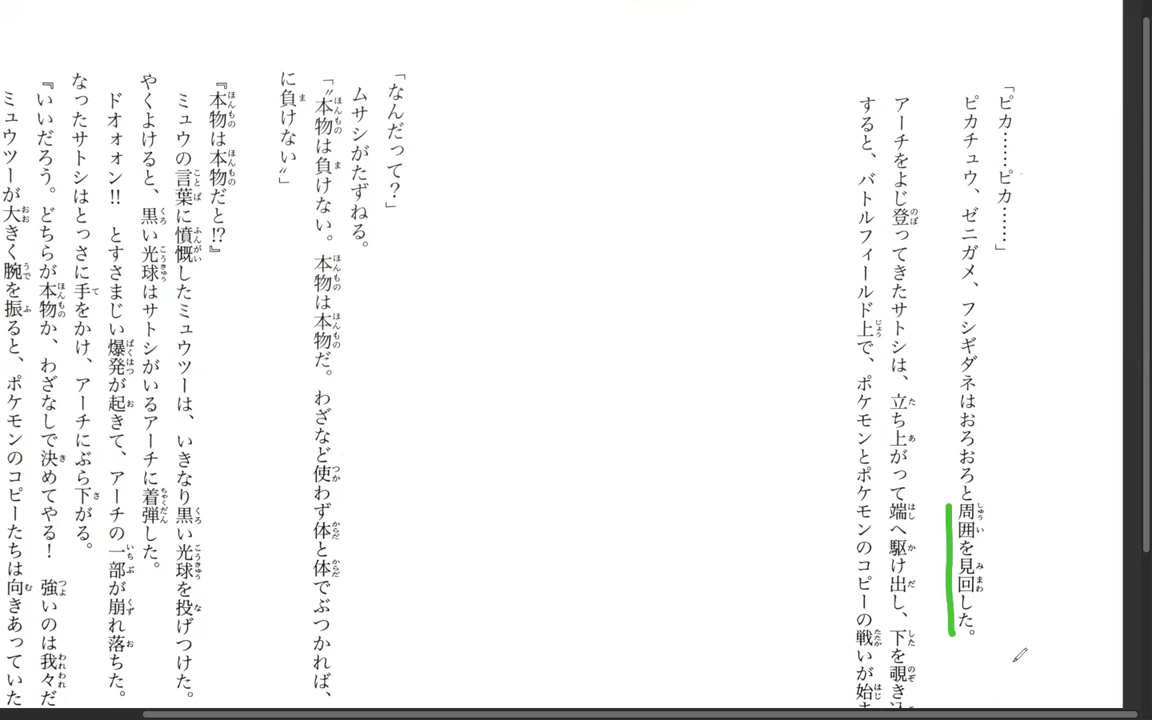 「ピカ……ピカ……」
ピカチュウ、ゼニガメ、フシギダネはおろおろと周囲を見回した。
アーチをよじ登ってきたサトシは、立ち上がって端へ駆け出し、下を覗き
すると、バトルフィールド上で、ポケモンとポケモンのコピーの戦いが始
「なんだって？」
ムサシがたずねる。
「〝本物は負けない。本物は本物だ。わざなど使わず体と体でぶつかれば、
に負けない〟」
『本物は本物だと!?』
ミュウの言葉に憤慨したミュウツーは、いきなり黒い光球を投げつけた。
やくよけると、黒い光球はサトシがいるアーチに着弾した。
ドオォォン!!　とすさまじい爆発が起きて、アーチの一部が崩れ落ちた。
なったサトシはとっさに手をかけ、アーチにぶら下がる。
『いいだろう。どちらが本物か、わざなしで決めてやる！　強いのは我々だ
ミュウツーが大きく腕を振ると、ポケモンのコピーたちは向きあっていた